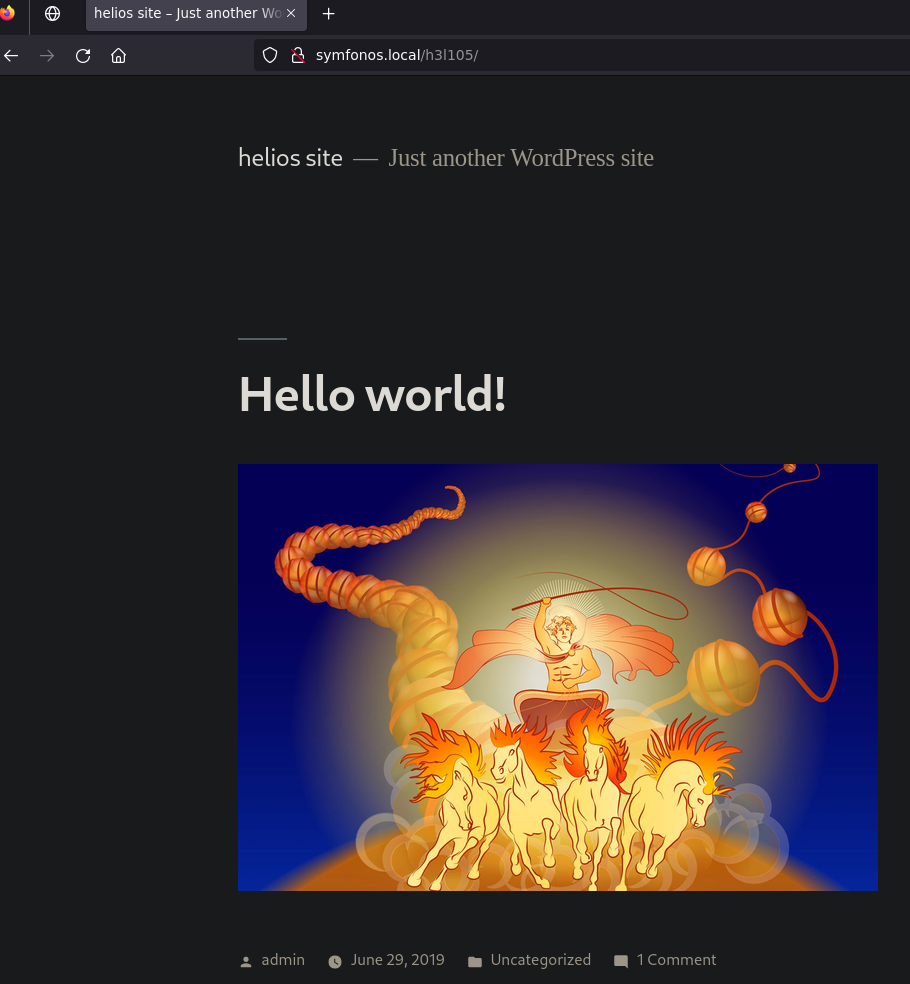 helios site – Just another Wo
symfonos.local/h3l105/
helios site — Just another WordPress site
Hello world!
admin June 29, 2019 Uncategorized 1 Comment